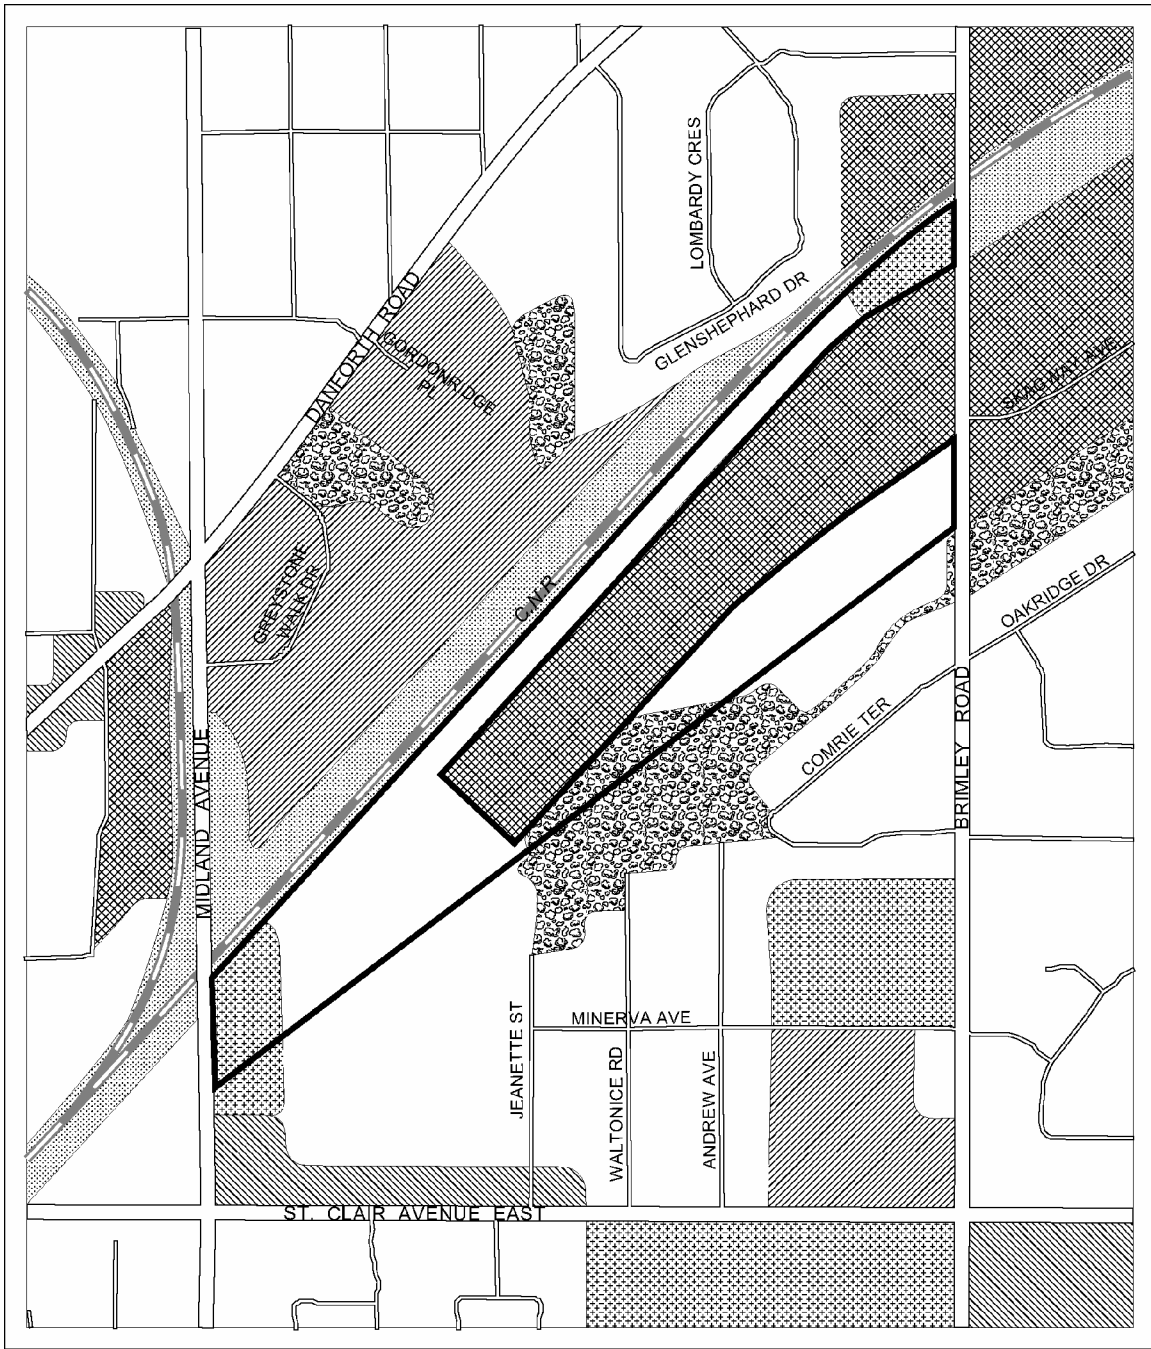 LOMBARDY CRES
GLENSHEPHARD DR
DANFORTH ROAD
GORDONRIDGE
PL
SKAGWAY AVE
GREYSTONE
WALK DR
C.N.R
OAKRIDGE DR
COMRIE TER
BRIMLEY ROAD
MIDLAND AVENUE
MINERVA AVE
JEANETTE ST
WALTONICE RD
ANDREW AVE
ST. CLAIR AVENUE EAST